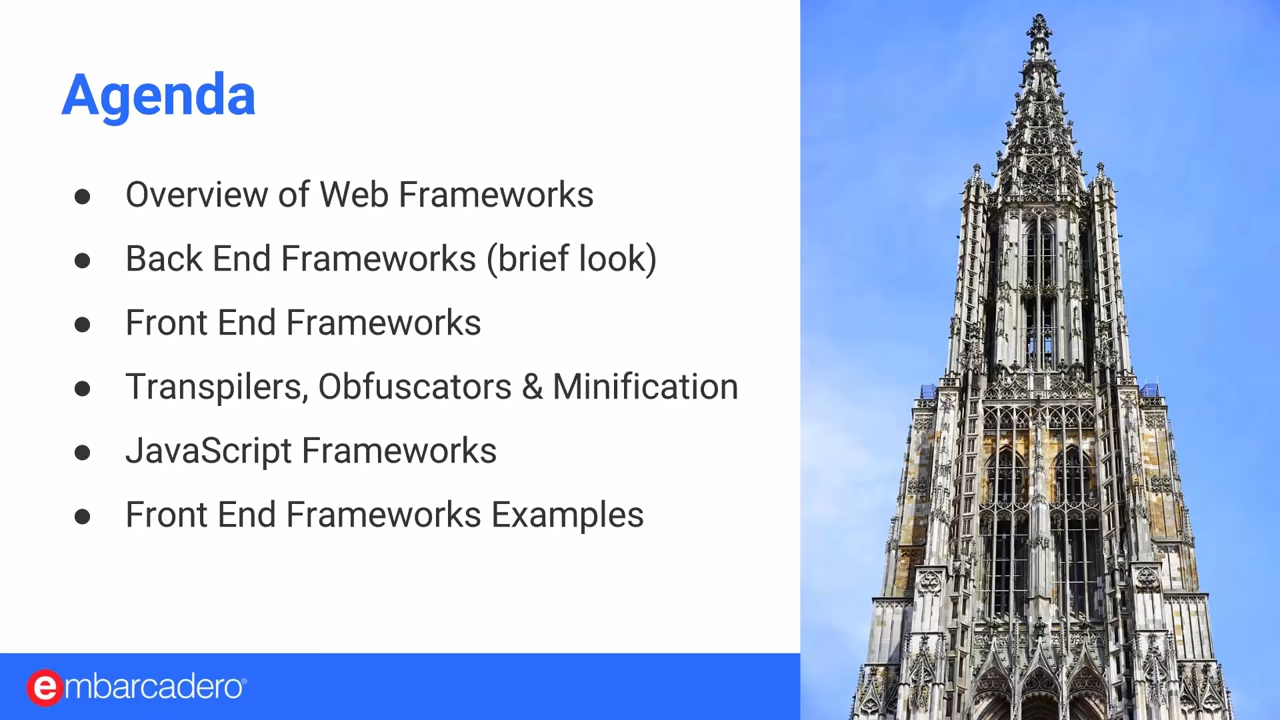 Agenda
● Overview of Web Frameworks
● Back End Frameworks (brief look)
● Front End Frameworks
● Transpilers, Obfuscators & Minification
● JavaScript Frameworks
● Front End Frameworks Examples
embarcadero®